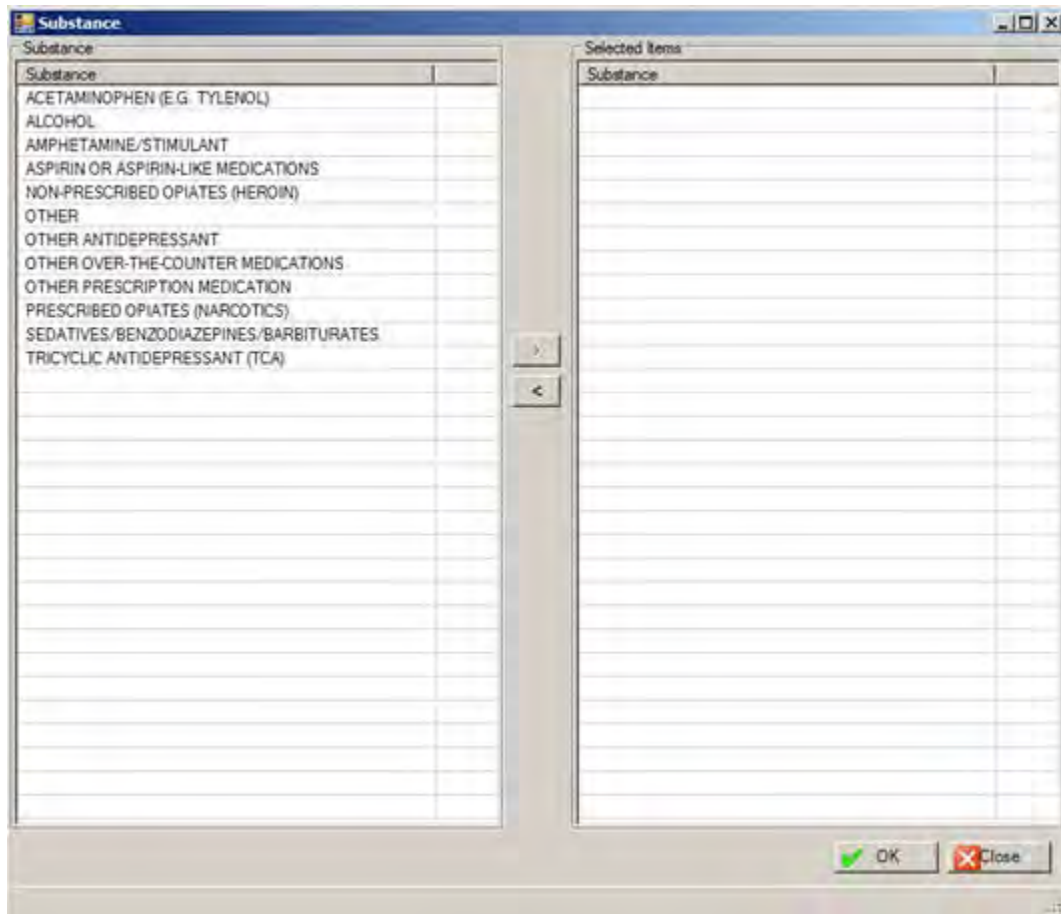 Substance
Substance
Selected Items
Substance
Substance
ACETAMINOPHEN (E.G. TYLENOL)
ALCOHOL
AMPHETAMINE/STIMULANT
ASPIRIN OR ASPIRIN-LIKE MEDICATIONS
NON-PRESCRIBED OPIATES (HEROIN)
OTHER
OTHER ANTIDEPRESSANT
OTHER OVER-THE-COUNTER MEDICATIONS
OTHER PRESCRIPTION MEDICATION
PRESCRIBED OPIATES (NARCOTICS)
SEDATIVES/BENZODIAZEPINES/BARBITURATES
TRICYCLIC ANTIDEPRESSANT (TCA)
>
<
OK
Close